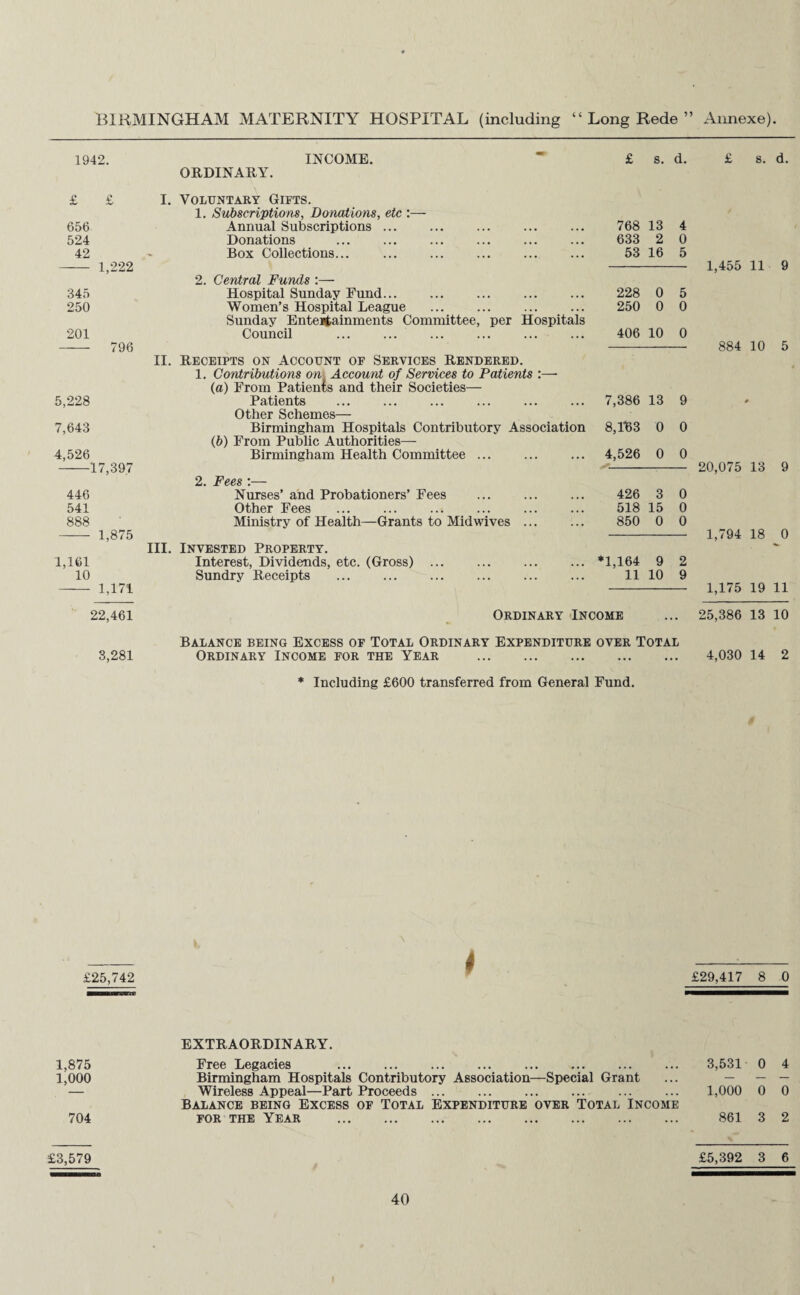 BIRMINGHAM MATERNITY HOSPITAL (including “Long Rede” Annexe).
1942. INCOME. £ s. d. £ s. d.
ORDINARY.
£ £ I. VOLUNTARY GIFTS.
1. Subscriptions, Donations, etc :—
656 Annual Subscriptions ... ... ... ... ... 768 13 4
524 Donations ... ... ... ... ... ... 633 2 0
42 Box Collections... ... ... ... ... ... 53 16 5
—— 1,222 —— 1,455 11 9
2. Central Funds :—
345 Hospital Sunday Fund... ... ... ... ... 228 0 5
250 Women's Hospital League ... ... ... ... 250 0 0
Sunday Entertainments Committee, per Hospitals
201 Council ... ... ... ... ... ... 406 10 0
—— 796 —— 884 10 5
II. RECEIPTS ON ACCOUNT OF SERVICES RENDERED.
1. Contributions on Account of Services to Patients :—
(a) From Patients and their Societies—
5,228 Patients ... ... ... ... ... ... 7,386 13 9
Other Schemes—
7,643 Birmingham Hospitals Contributory Association 8,163 0 0
(b) From Public Authorities—
4,526 Birmingham Health Committee ... ... ... 4,526 0 0
——17,397 —— 20,075 13 9
2. Fees :—
446 Nurses' and Probationers' Fees ... ... ... 426 3 0
541 Other Fees ... ... ... ... ... ... 518 15 0
888 Ministry of Health—Grants to Midwives ... ... 850 0 0
—— 1,875 —— 1,794 18 0
III. INVESTED PROPERTY.
1,161 Interest, Dividends, etc. (Gross) ... ... ... ... *1,164 9 2
10 Sundry Receipts ... ... ... ... ... ... 11 10 9
—— 1,171 —— 1,175 19 11
22,461 ORDINARY INCOME ... 25,386 13 10
BALANCE BEING EXCESS OF TOTAL ORDINARY EXPENDITURE OVER TOTAL
3,281 ORDINARY INCOME FOR THE YEAR ... ... ... ... ... 4,030 14 2
* Including £600 transferred from General Fund.
£25,742 £29,417 8 0
EXTRAORDINARY.
1,875 Free Legacies ... ... ... ... ... ... ... ... 3,531 0 4
1,000 Birmingham Hospitals Contributory Association—Special Grant ... — — —
— Wireless Appeal—Part Proceeds ... ... ... ... ... ... 1,000 0 0
BALANCE BEING EXCESS OF TOTAL EXPENDITURE OVER TOTAL INCOME
704 FOR THE YEAR ... ... ... ... ... ... ... ... 861 3 2
£3,579 £5,392 3 6
40